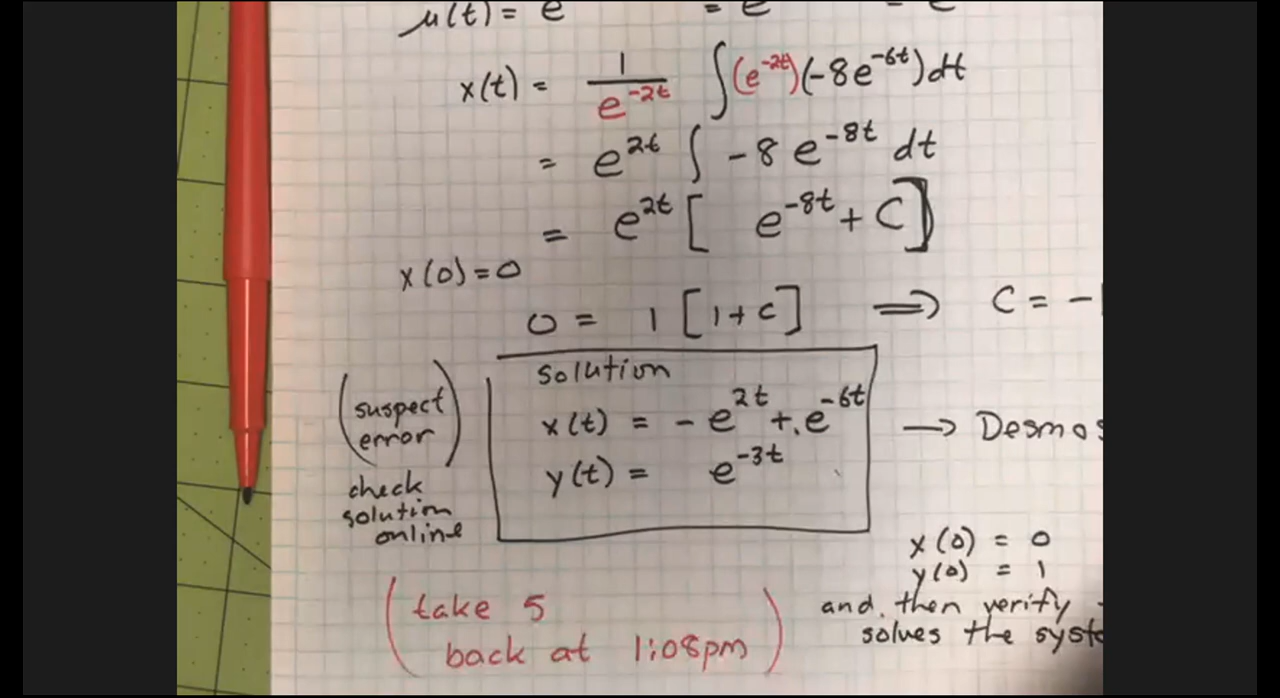 μ(t) = e = e = e
x(t) = 1/e^{-2t} ∫(e^{-2t})(-8e^{-6t})dt
= e^{2t} ∫ -8 e^{-8t} dt
= e^{2t} [ e^{-8t} + C]
x(0)=0
0 = 1 [1+c] ⟹ C = -
(suspect error)
check
solution
online
solution
x(t) = -e^{2t} +.e^{-6t}
y(t) = e^{-3t}
→ Desmos
x(0) = 0
y(0) = 1
and. then verify
solves the syste
(take 5
back at 1:08pm)